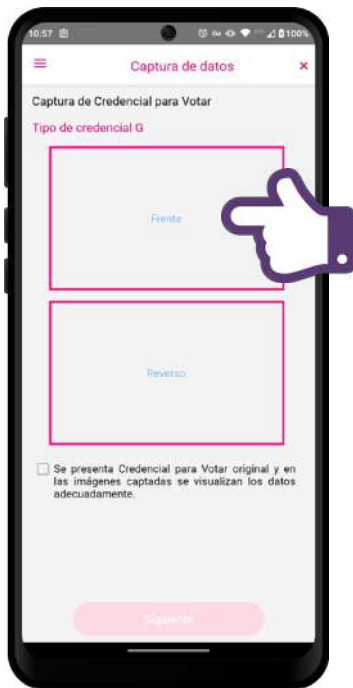 10:57
100%
Captura de datos
×
Captura de Credencial para Votar
Tipo de credencial G
Frente
Reverso
Se presenta Credencial para Votar original y en
las imágenes captadas se visualizan los datos
adecuadamente.
Siguiente